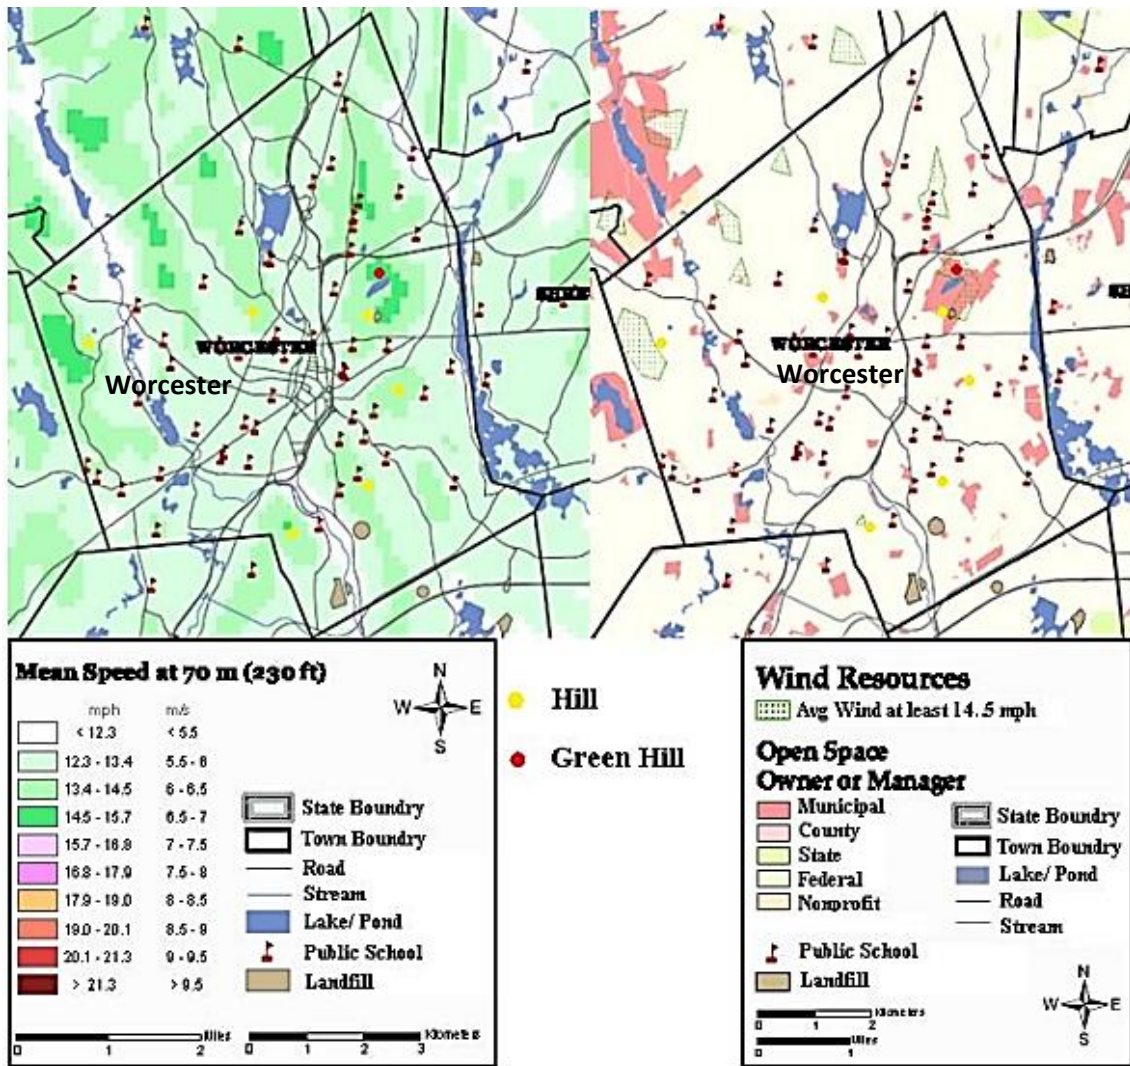 WORCESTER
Worcester
WORCESTER
Worcester
Mean Speed at 70 m (230 ft)
mph m/s
< 12.3 < 5.5
12.3 - 13.4 5.5 - 6
13.4 - 14.5 6 - 6.5
14.5 - 15.7 6.5 - 7
15.7 - 16.8 7 - 7.5
16.8 - 17.9 7.5 - 8
17.9 - 19.0 8 - 8.5
19.0 - 20.1 8.5 - 9
20.1 - 21.3 9 - 9.5
> 21.3 > 9.5
N
W E
S
State Boundry
Town Boundry
Road
Stream
Lake/ Pond
Public School
Landfill
Miles
0 1 2
Kilometers
0 1 2 3
Hill
Green Hill
Wind Resources
Avg Wind at least 14..5 mph
Open Space
Owner or Manager
Municipal
County
State
Federal
Nonprofit
Public School
Landfill
State Boundry
Town Boundry
Lake/ Pond
Road
Stream
Kilometers
0 1 2
Miles
0 1
N
W E
S